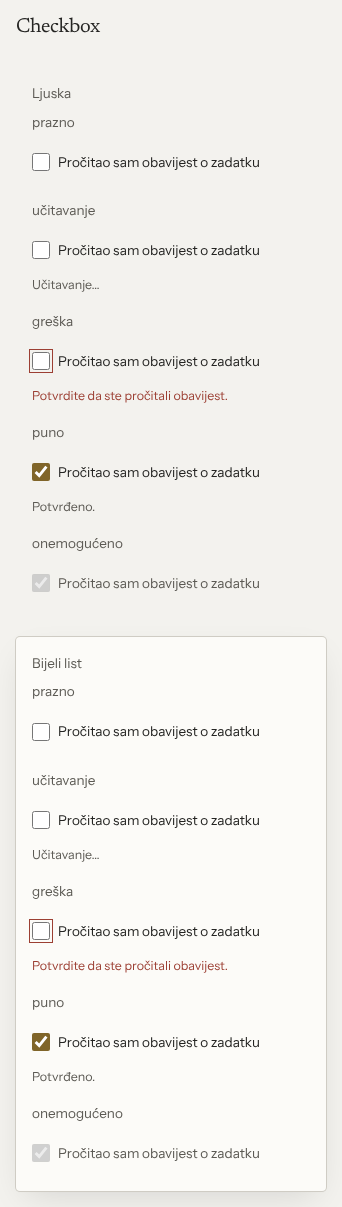 Checkbox
Ljuska
prazno
Pročitao sam obavijest o zadatku
učitavanje
Pročitao sam obavijest o zadatku
Učitavanje…
greška
Pročitao sam obavijest o zadatku
Potvrdite da ste pročitali obavijest.
puno
Pročitao sam obavijest o zadatku
Potvrđeno.
onemogućeno
Pročitao sam obavijest o zadatku
Bijeli list
prazno
Pročitao sam obavijest o zadatku
učitavanje
Pročitao sam obavijest o zadatku
Učitavanje…
greška
Pročitao sam obavijest o zadatku
Potvrdite da ste pročitali obavijest.
puno
Pročitao sam obavijest o zadatku
Potvrđeno.
onemogućeno
Pročitao sam obavijest o zadatku